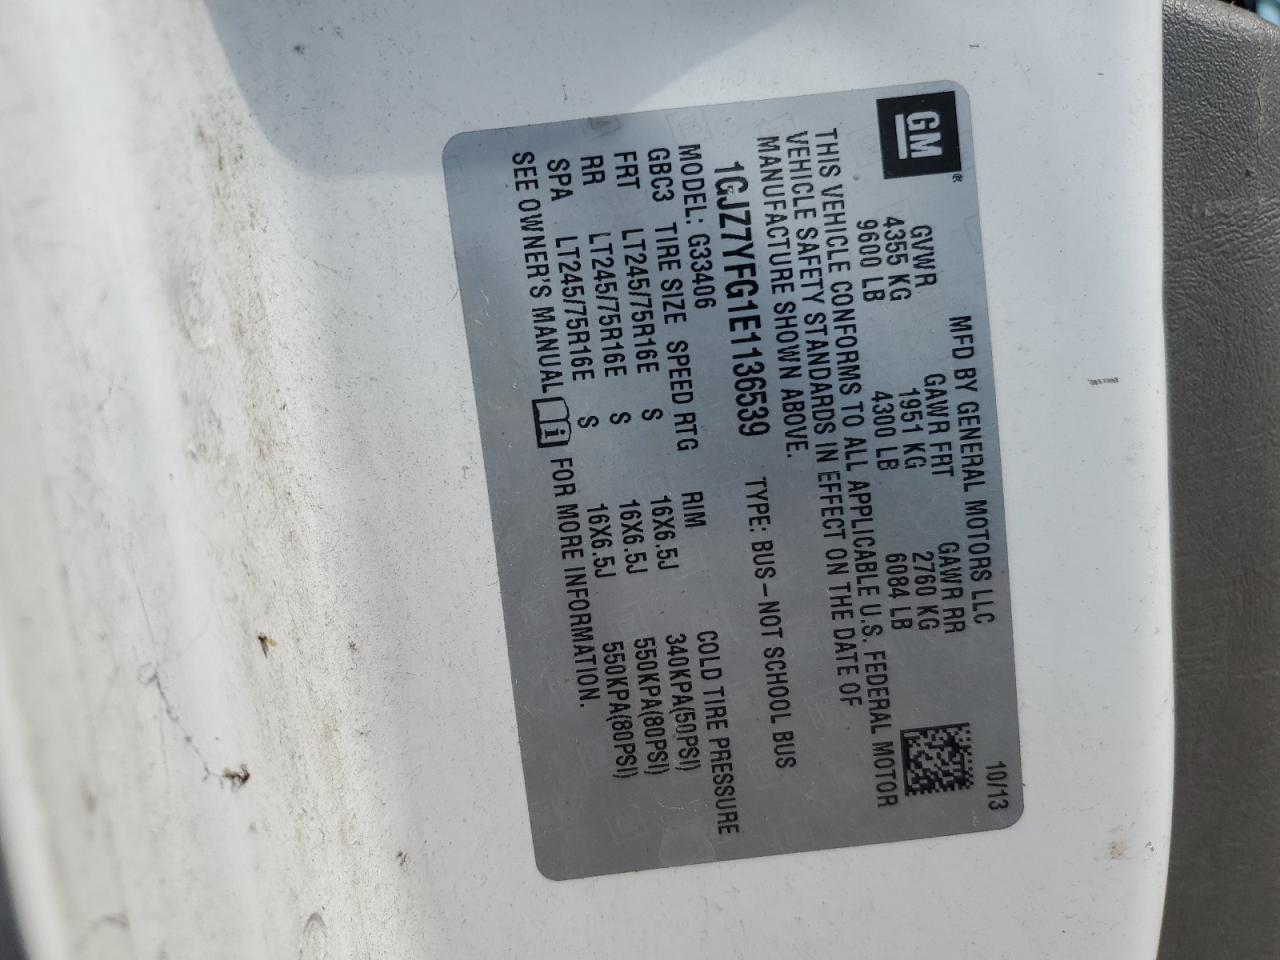 GM ®
MFD BY GENERAL MOTORS LLC 10/13
GVWR GAWR FRT GAWR RR
4355 KG 1951 KG 2760 KG
9600 LB 4300 LB 6084 LB
THIS VEHICLE CONFORMS TO ALL APPLICABLE U.S. FEDERAL MOTOR
VEHICLE SAFETY STANDARDS IN EFFECT ON THE DATE OF
MANUFACTURE SHOWN ABOVE.
1GJZ7YFG1E1136539 TYPE: BUS–NOT SCHOOL BUS
MODEL: G33406
GBC3 TIRE SIZE SPEED RTG RIM COLD TIRE PRESSURE
FRT LT245/75R16E S 16X6.5J 340KPA(50PSI)
RR LT245/75R16E S 16X6.5J 550KPA(80PSI)
SPA LT245/75R16E S 16X6.5J 550KPA(80PSI)
SEE OWNER'S MANUAL i FOR MORE INFORMATION.